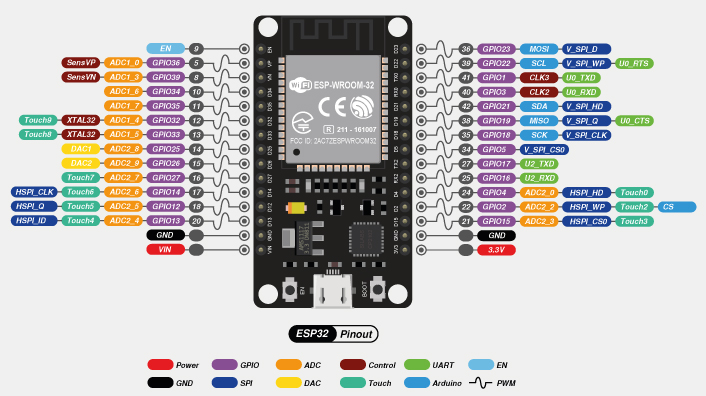 EN 9
SensVP ADC1_0 GPIO36 5
SensVN ADC1_3 GPIO39 8
ADC1_6 GPIO34 10
ADC1_7 GPIO35 11
Touch9 XTAL32 ADC1_4 GPIO32 12
Touch8 XTAL32 ADC1_5 GPIO33 13
DAC1 ADC2_8 GPIO25 14
DAC2 ADC2_9 GPIO26 15
Touch7 ADC2_7 GPIO27 16
HSPI_CLK Touch6 ADC2_6 GPIO14 17
HSPI_Q Touch5 ADC2_5 GPIO12 18
HSPI_ID Touch4 ADC2_4 GPIO13 20
GND
VIN
EN
VP
VN
D34
D35
D32
D33
D25
D26
D27
D14
D12
D13
GND
VIN
Wi Fi ESP-WROOM-32
CE
R 211 - 161007
FCC ID: 2AC7ZESPWROOM32
EN
BOOT
D23
D22
TX0
RX0
D21
D19
D18
D5
TX2
RX2
D4
D2
D15
GND
3V3
36 GPIO23 MOSI V_SPI_D
39 GPIO22 SCL V_SPI_WP U0_RTS
41 GPIO1 CLK3 U0_TXD
40 GPIO3 CLK2 U0_RXD
42 GPIO21 SDA V_SPI_HD
38 GPIO19 MISO V_SPI_Q U0_CTS
35 GPIO18 SCK V_SPI_CLK
34 GPIO5 V_SPI_CS0
27 GPIO17 U2_TXD
25 GPIO16 U2_RXD
24 GPIO4 ADC2_0 HSPI_HD Touch0
22 GPIO2 ADC2_2 HSPI_WP Touch2 CS
21 GPIO15 ADC2_3 HSPI_CS0 Touch3
GND
3.3V
ESP32 Pinout
Power GPIO ADC Control UART EN
GND SPI DAC Touch Arduino PWM